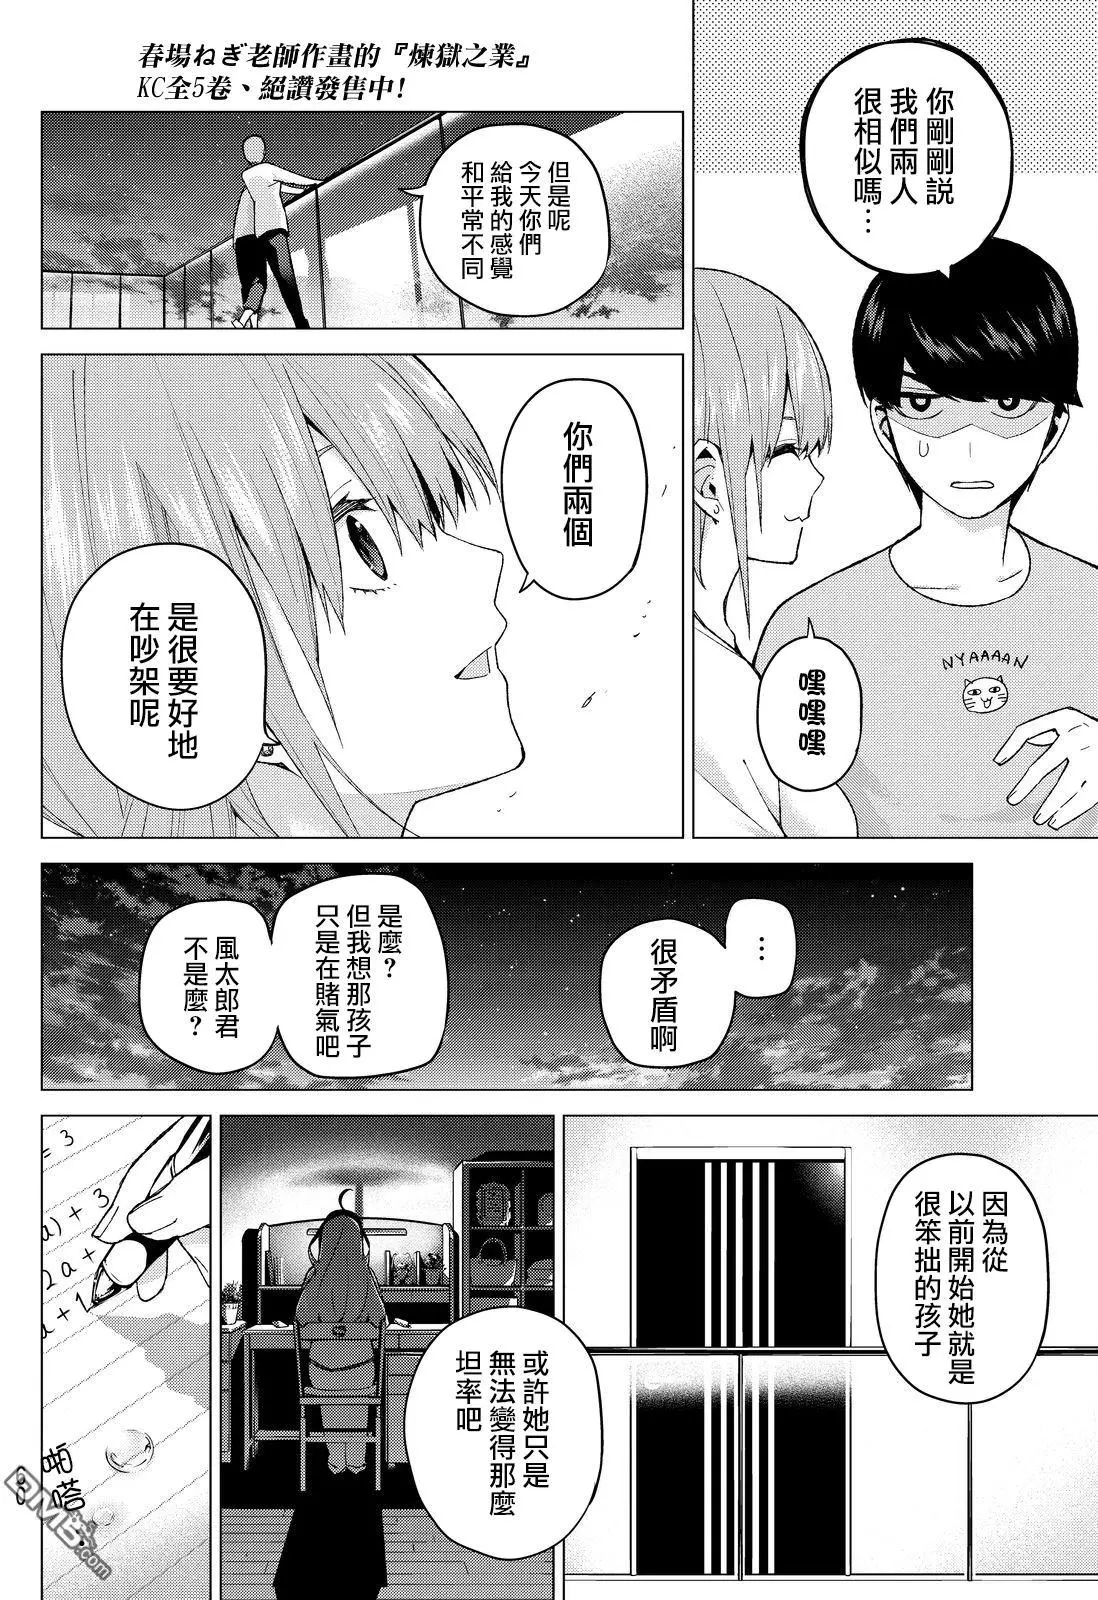 春場ねぎ老師作畫的『煉獄之業』
KC全5卷、絕讚發售中!
你剛剛説
我們兩人
很相似嗎…
嘿嘿嘿
NYAAAAN
但是呢
今天你們
給我的感覺
和平常不同
你們兩個
是很要好地
在吵架呢
…
很矛盾啊
是麼?
但我想那孩子
只是在賭氣吧
風太郎君
不是麼?
因為從
以前開始她就是
很笨拙的孩子
或許她只是
無法變得那麼
坦率吧
= 3
a) + 3
2a +
a + 1
啪嗒